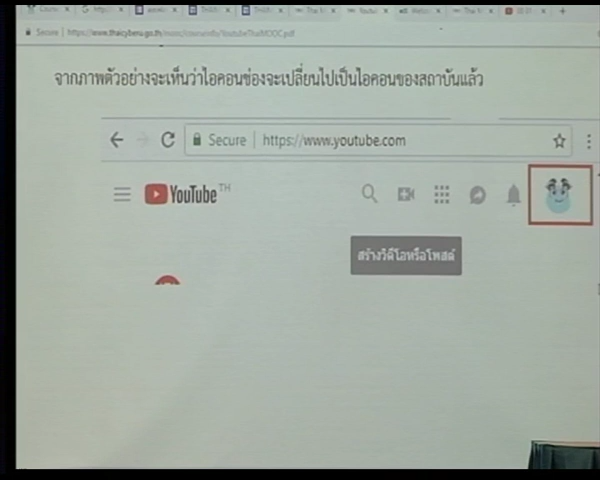 Secure | https://www.thaicyberu.go.th
จากภาพตัวอย่างจะเห็นว่าไอคอนช่องจะเปลี่ยนไปเป็นไอคอนของสถาบันแล้ว
Secure | https://www.youtube.com
YouTube TH
สร้างวิดีโอหรือโพสต์